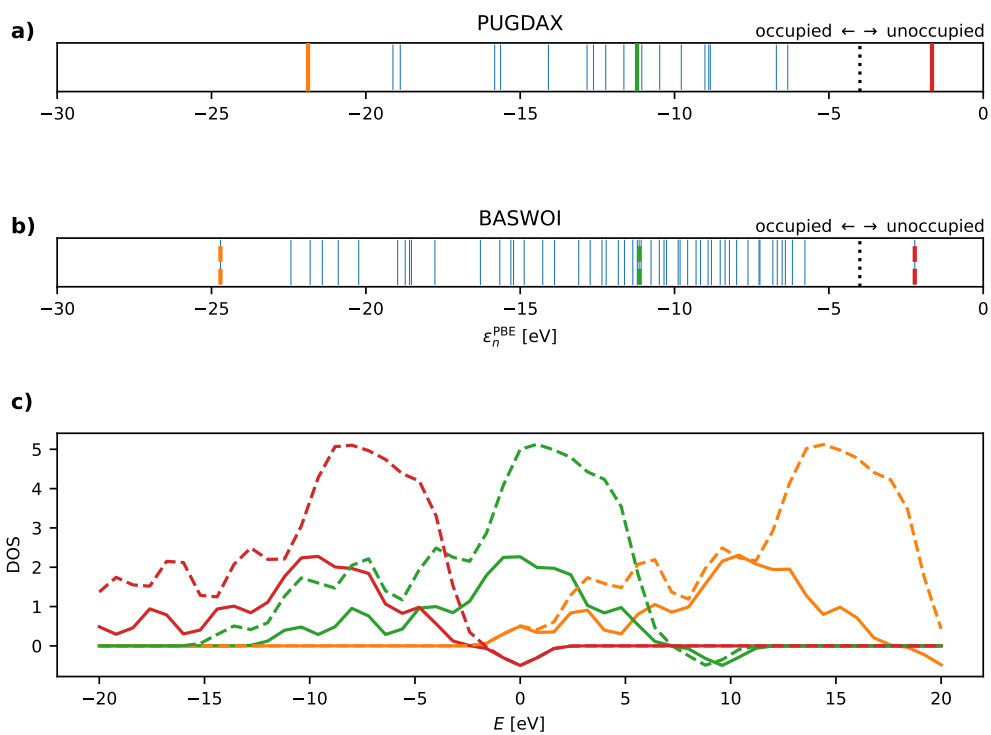 a)
PUGDAX
occupied ← → unoccupied
−30 −25 −20 −15 −10 −5 0
b)
BASWOI
occupied ← → unoccupied
−30 −25 −20 −15 −10 −5 0
εₙᴾᴮᴱ [eV]
c)
5
4
3
2
1
0
DOS
−20 −15 −10 −5 0 5 10 15 20
E [eV]